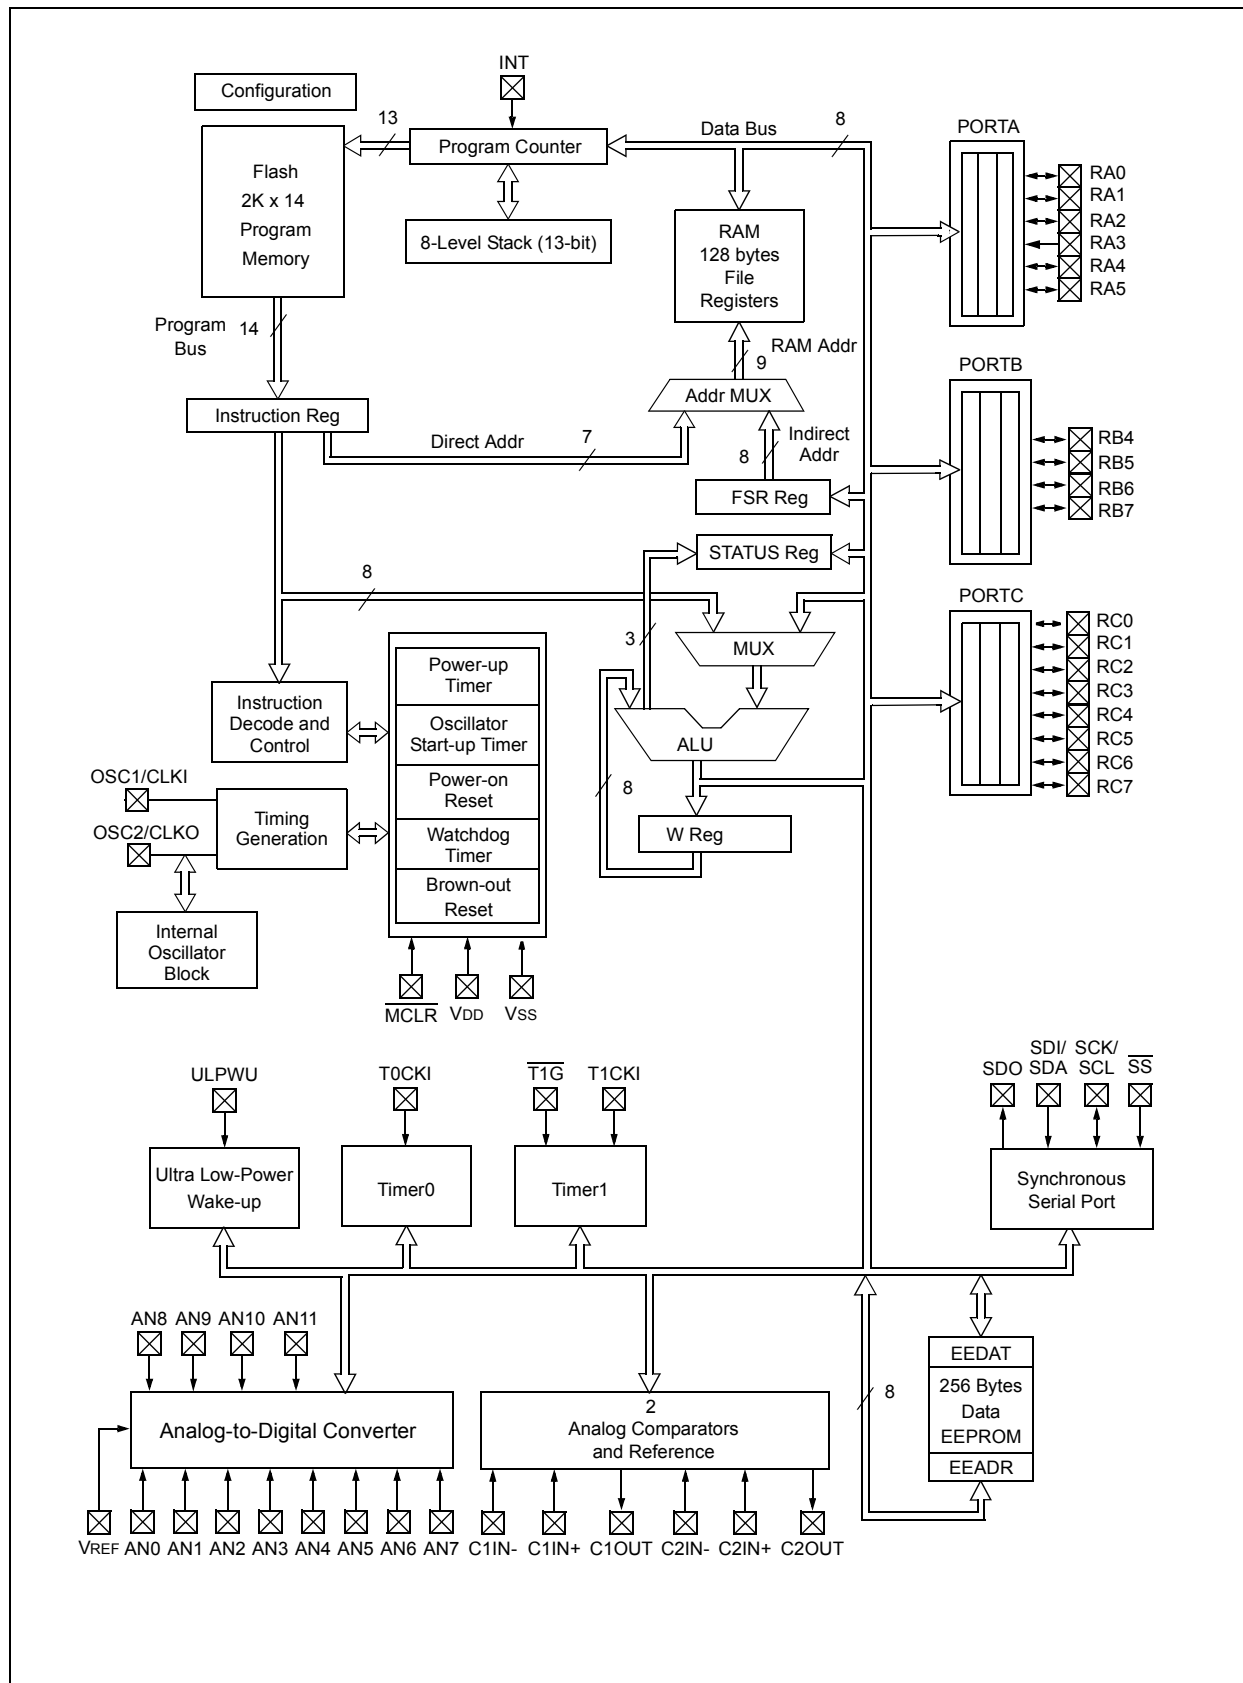 INT
Configuration
13
Data Bus
8
PORTA
Program Counter
Flash
2K x 14
Program
Memory
8-Level Stack (13-bit)
RAM
128 bytes
File
Registers
RA0
RA1
RA2
RA3
RA4
RA5
Program
Bus
14
RAM Addr
9
PORTB
Addr MUX
Instruction Reg
Direct Addr
7
Indirect
Addr
8
FSR Reg
RB4
RB5
RB6
RB7
STATUS Reg
8
3
MUX
PORTC
RC0
RC1
RC2
RC3
RC4
RC5
RC6
RC7
Power-up
Timer
Instruction
Decode and
Control
Oscillator
Start-up Timer
ALU
OSC1/CLKI
Power-on
Reset
8
Timing
Generation
OSC2/CLKO
Watchdog
Timer
W Reg
Brown-out
Reset
Internal
Oscillator
Block
MCLR
VDD
VSS
ULPWU
T0CKI
T1G
T1CKI
SDO
SDI/
SDA
SCK/
SCL
SS
Ultra Low-Power
Wake-up
Timer0
Timer1
Synchronous
Serial Port
AN8
AN9
AN10
AN11
EEDAT
256 Bytes
Data
EEPROM
EEADR
8
Analog-to-Digital Converter
2
Analog Comparators
and Reference
VREF
AN0
AN1
AN2
AN3
AN4
AN5
AN6
AN7
C1IN-
C1IN+
C1OUT
C2IN-
C2IN+
C2OUT